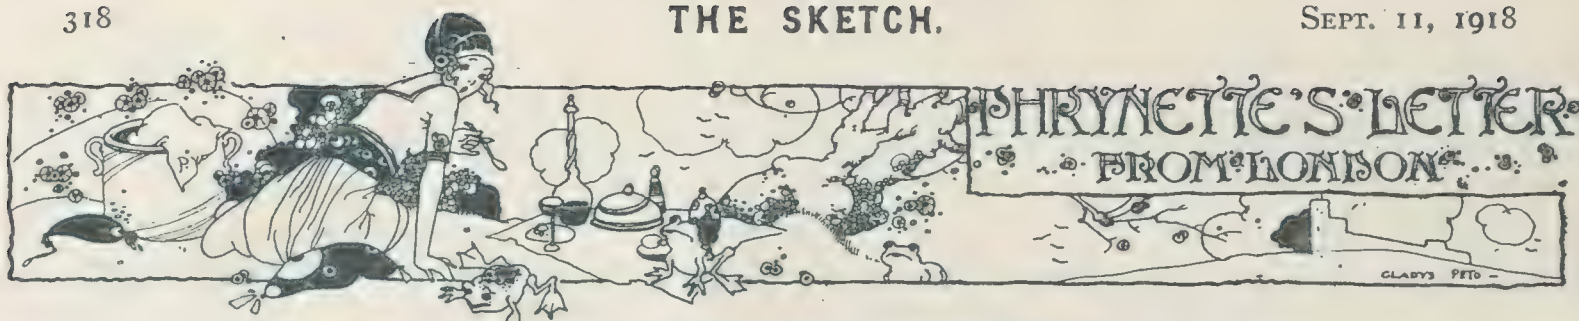 318
THE SKETCH.
SEPT. 11, 1918
PHRYNETTE'S LETTER
FROM LONDON
P.Y
GLADYS PETO -